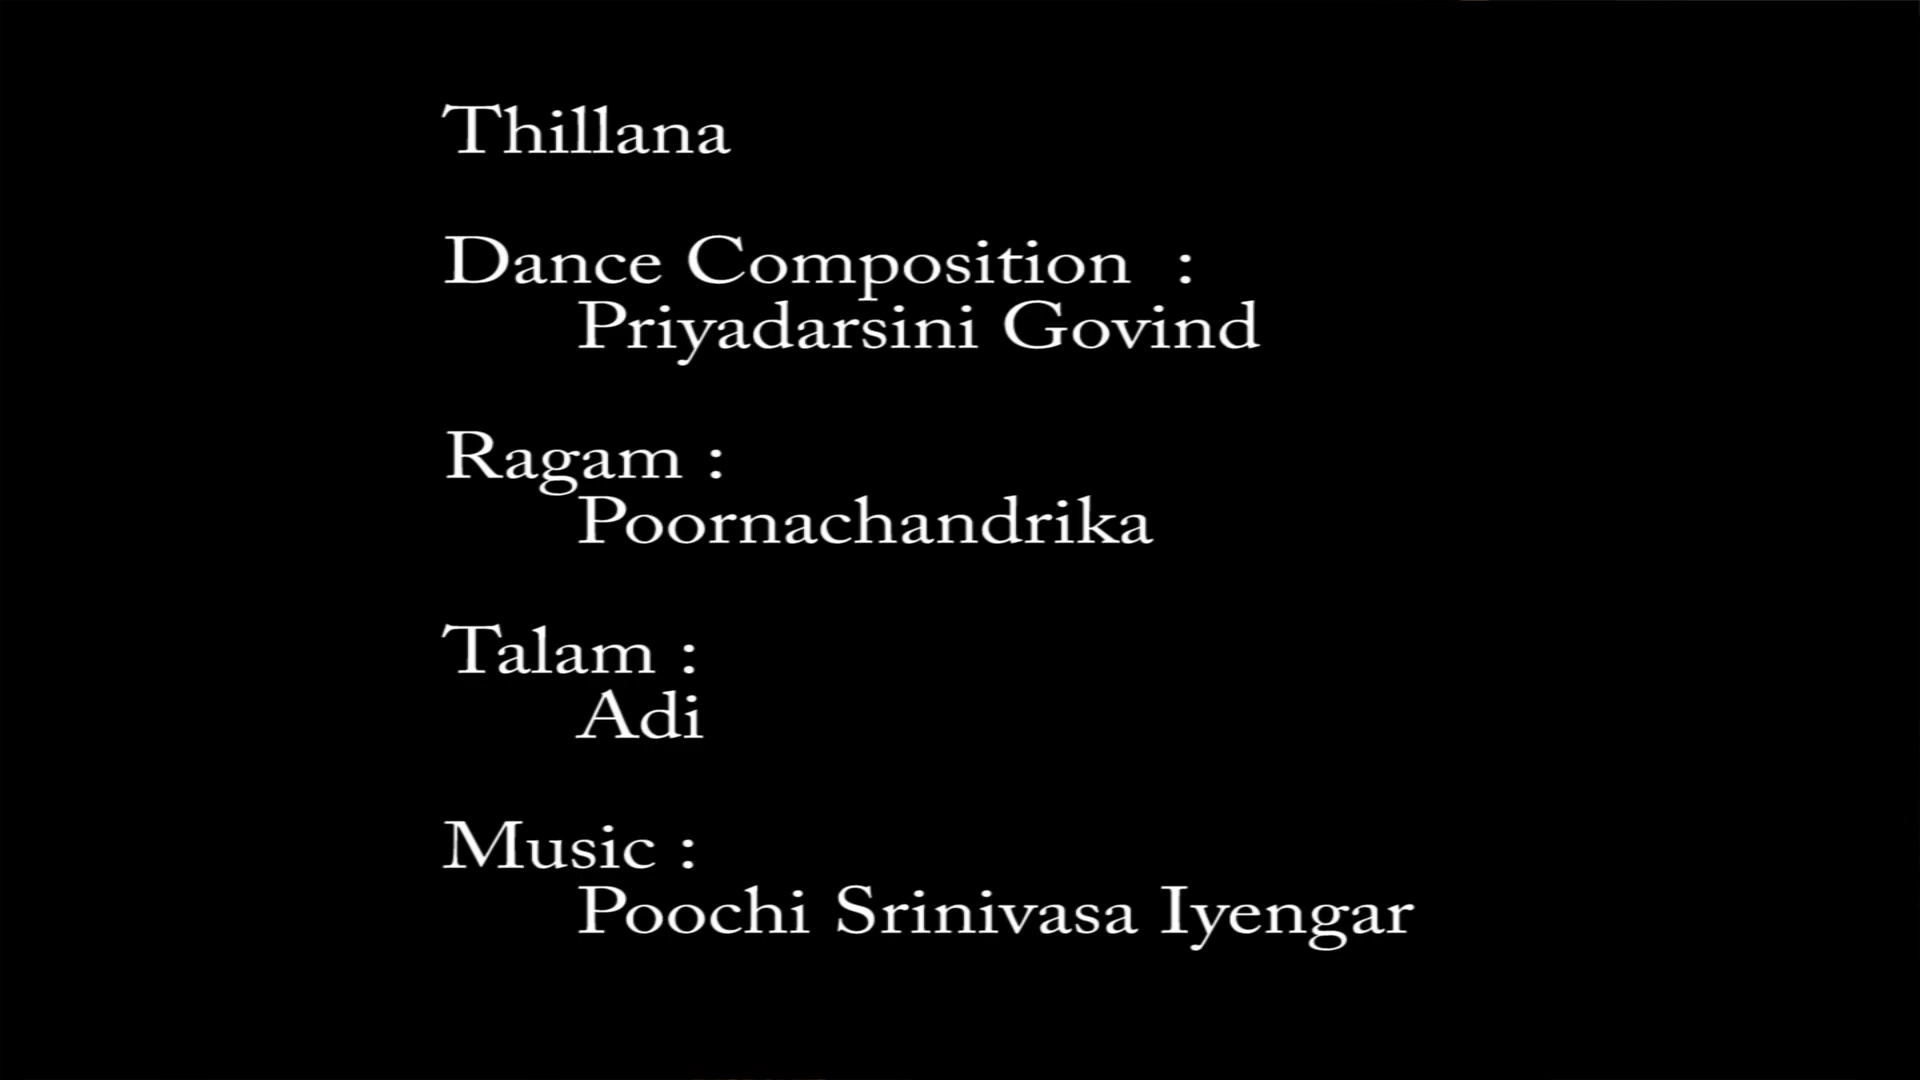 Thillana
Dance Composition :
Priyadarsini Govind
Ragam :
Poornachandrika
Talam :
Adi
Music :
Poochi Srinivasa Iyengar